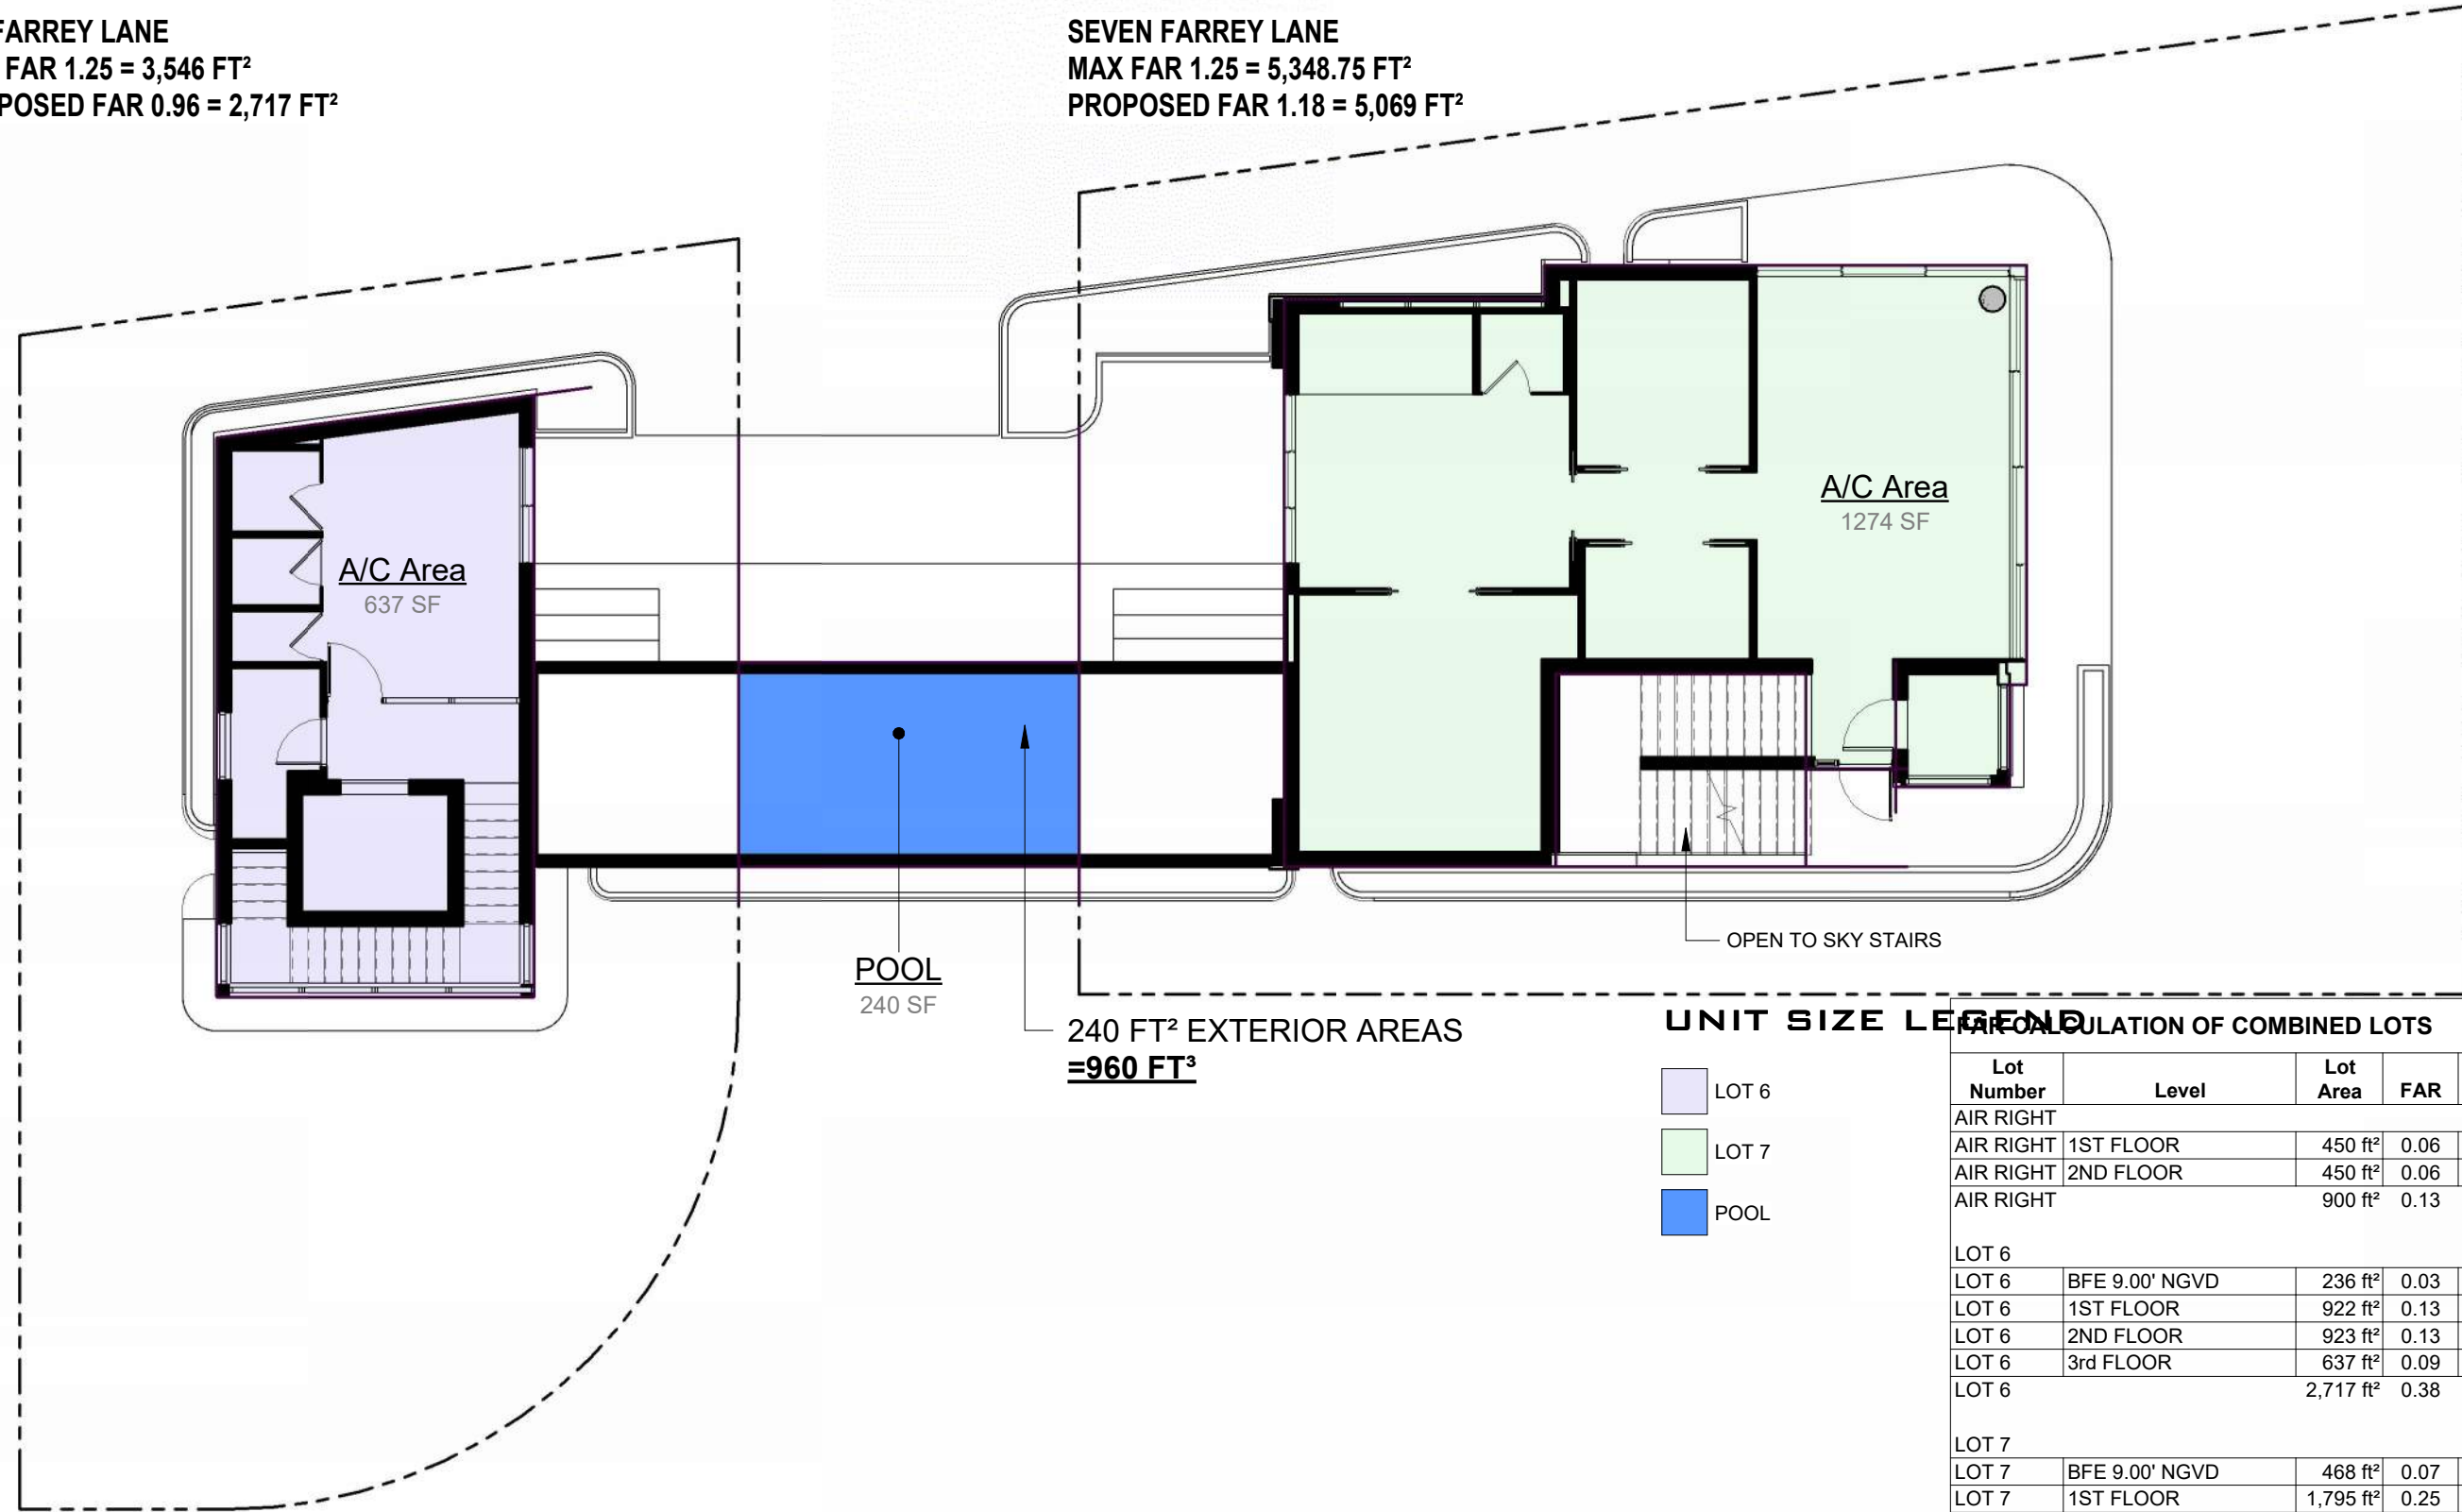 FARREY LANE
FAR 1.25 = 3,546 FT²
POSED FAR 0.96 = 2,717 FT²
SEVEN FARREY LANE
MAX FAR 1.25 = 5,348.75 FT²
PROPOSED FAR 1.18 = 5,069 FT²
A/C Area
637 SF
A/C Area
1274 SF
OPEN TO SKY STAIRS
POOL
240 SF
240 FT² EXTERIOR AREAS
=960 FT³
UNIT SIZE LEGEND
LOT 6
LOT 7
POOL
FAR CALCULATION OF COMBINED LOTS
Lot Number Level Lot Area FAR
AIR RIGHT
AIR RIGHT 1ST FLOOR 450 ft² 0.06
AIR RIGHT 2ND FLOOR 450 ft² 0.06
AIR RIGHT 900 ft² 0.13
LOT 6
LOT 6 BFE 9.00' NGVD 236 ft² 0.03
LOT 6 1ST FLOOR 922 ft² 0.13
LOT 6 2ND FLOOR 923 ft² 0.13
LOT 6 3rd FLOOR 637 ft² 0.09
LOT 6 2,717 ft² 0.38
LOT 7
LOT 7 BFE 9.00' NGVD 468 ft² 0.07
LOT 7 1ST FLOOR 1,795 ft² 0.25